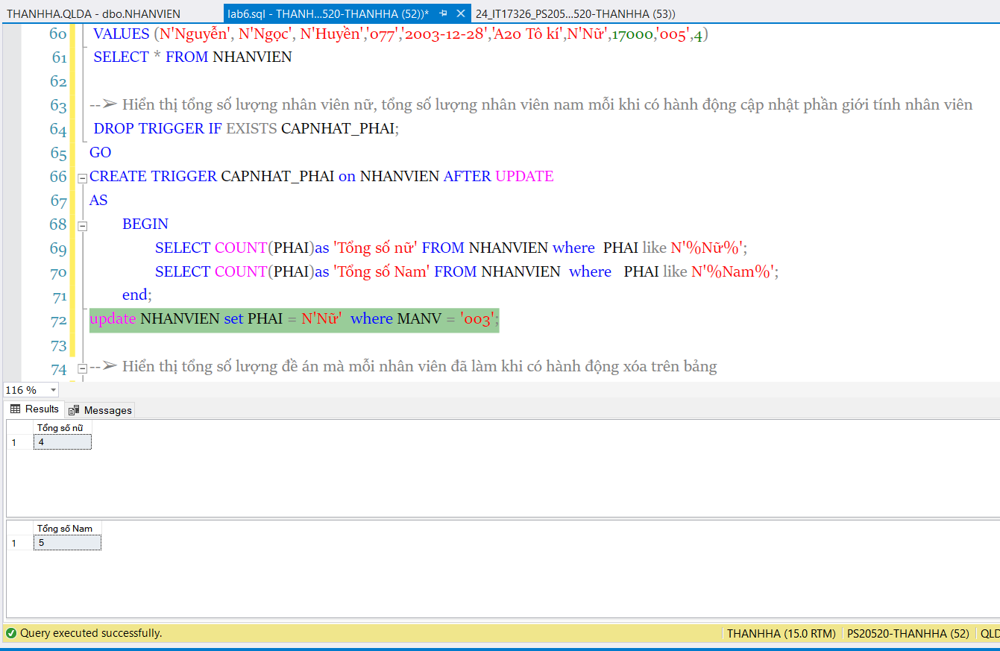 THANHHA.QLDA - dbo.NHANVIEN lab6.sql - THANH...520-THANHHA (52))* 24_IT17326_PS205...520-THANHHA (53))
60 VALUES (N'Nguyễn', N'Ngọc', N'Huyền','077','2003-12-28','A20 Tô kí',N'Nữ',17000,'005',4)
61 SELECT * FROM NHANVIEN
62
63 --➢ Hiển thị tổng số lượng nhân viên nữ, tổng số lượng nhân viên nam mỗi khi có hành động cập nhật phần giới tính nhân viên
64 DROP TRIGGER IF EXISTS CAPNHAT_PHAI;
65 GO
66 CREATE TRIGGER CAPNHAT_PHAI on NHANVIEN AFTER UPDATE
67 AS
68 BEGIN
69 SELECT COUNT(PHAI)as 'Tổng số nữ' FROM NHANVIEN where PHAI like N'%Nữ%';
70 SELECT COUNT(PHAI)as 'Tổng số Nam' FROM NHANVIEN where PHAI like N'%Nam%';
71 end;
72 update NHANVIEN set PHAI = N'Nữ' where MANV = '003';
73
74 --➢ Hiển thị tổng số lượng đề án mà mỗi nhân viên đã làm khi có hành động xóa trên bảng
116 %
Results Messages
Tổng số nữ
1 4
Tổng số Nam
1 5
Query executed successfully. THANHHA (15.0 RTM) PS20520-THANHHA (52) QLD